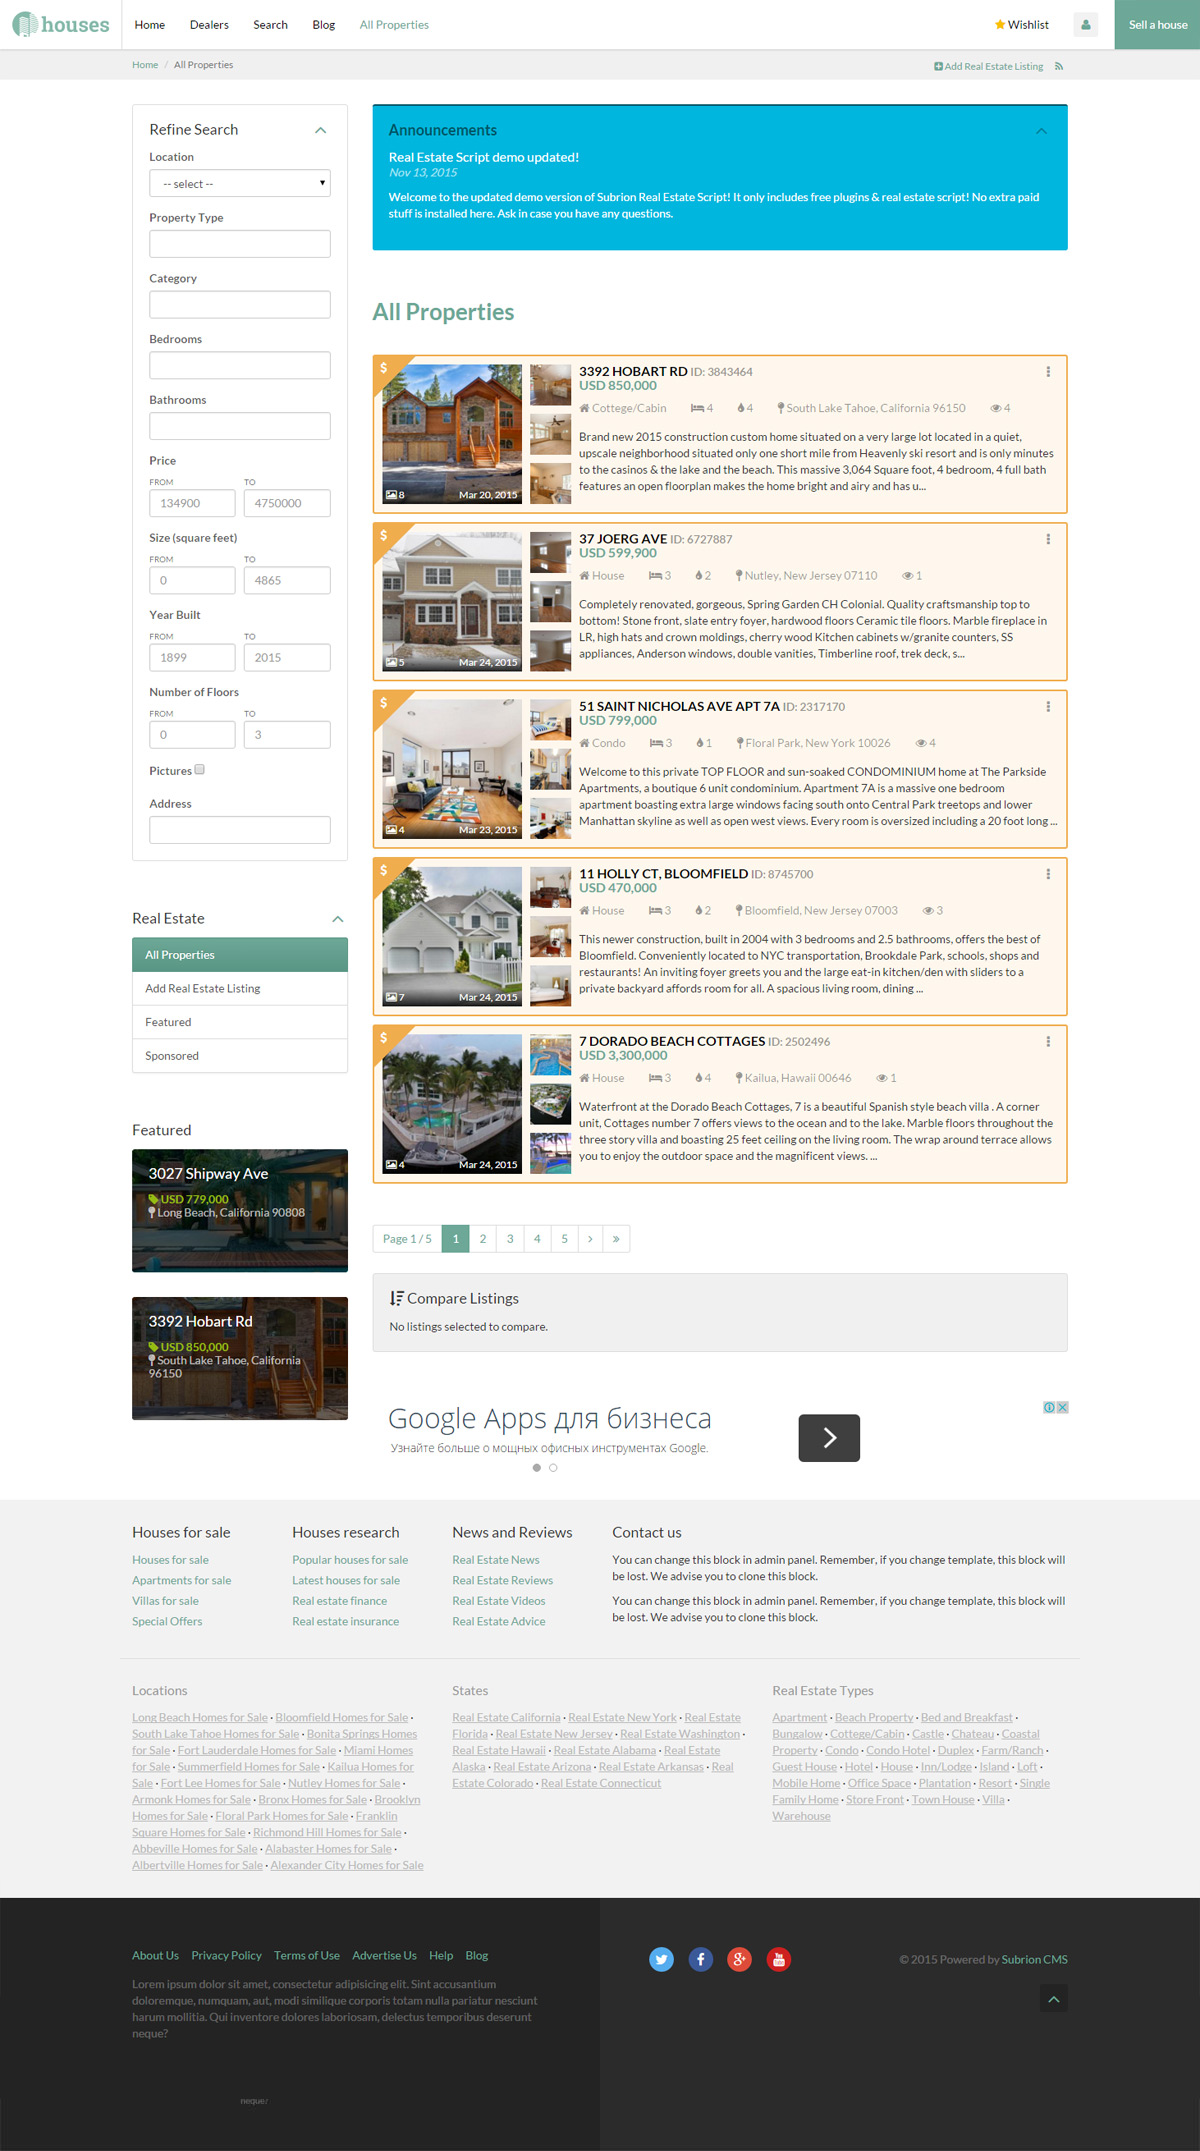 houses
Home Dealers Search Blog All Properties
Wishlist Sell a house
Home / All Properties
Add Real Estate Listing
Refine Search
Location
-- select --
Property Type
Category
Bedrooms
Bathrooms
Price
FROM TO
134900 4750000
Size (square feet)
FROM TO
0 4865
Year Built
FROM TO
1899 2015
Number of Floors
FROM TO
0 3
Pictures
Address
Real Estate
All Properties
Add Real Estate Listing
Featured
Sponsored
Featured
3027 Shipway Ave
USD 779,000
Long Beach, California 90808
3392 Hobart Rd
USD 850,000
South Lake Tahoe, California
96150
Announcements
Real Estate Script demo updated!
Nov 13, 2015
Welcome to the updated demo version of Subrion Real Estate Script! It only includes free plugins & real estate script! No extra paid
stuff is installed here. Ask in case you have any questions.
All Properties
$
8 Mar 20, 2015
3392 HOBART RD ID: 3843464
USD 850,000
Cottege/Cabin 4 4 South Lake Tahoe, California 96150 4
Brand new 2015 construction custom home situated on a very large lot located in a quiet,
upscale neighborhood situated only one short mile from Heavenly ski resort and is only minutes
to the casinos & the lake and the beach. This massive 3,064 Square foot, 4 bedroom, 4 full bath
features an open floorplan makes the home bright and airy and has u...
$
5 Mar 24, 2015
37 JOERG AVE ID: 6727887
USD 599,900
House 3 2 Nutley, New Jersey 07110 1
Completely renovated, gorgeous, Spring Garden CH Colonial. Quality craftsmanship top to
bottom! Stone front, slate entry foyer, hardwood floors Ceramic tile floors. Marble fireplace in
LR, high hats and crown moldings, cherry wood Kitchen cabinets w/granite counters, SS
appliances, Anderson windows, double vanities, Timberline roof, trek deck, s...
$
4 Mar 23, 2015
51 SAINT NICHOLAS AVE APT 7A ID: 2317170
USD 799,000
Condo 3 1 Floral Park, New York 10026 4
Welcome to this private TOP FLOOR and sun-soaked CONDOMINIUM home at The Parkside
Apartments, a boutique 6 unit condominium. Apartment 7A is a massive one bedroom
apartment boasting extra large windows facing south onto Central Park treetops and lower
Manhattan skyline as well as open west views. Every room is oversized including a 20 foot long ...
$
7 Mar 24, 2015
11 HOLLY CT, BLOOMFIELD ID: 8745700
USD 470,000
House 3 2 Bloomfield, New Jersey 07003 3
This newer construction, built in 2004 with 3 bedrooms and 2.5 bathrooms, offers the best of
Bloomfield. Conveniently located to NYC transportation, Brookdale Park, schools, shops and
restaurants! An inviting foyer greets you and the large eat-in kitchen/den with sliders to a
private backyard affords room for all. A spacious living room, dining ...
$
4 Mar 24, 2015
7 DORADO BEACH COTTAGES ID: 2502496
USD 3,300,000
House 3 4 Kailua, Hawaii 00646 1
Waterfront at the Dorado Beach Cottages, 7 is a beautiful Spanish style beach villa . A corner
unit, Cottages number 7 offers views to the ocean and to the lake. Marble floors throughout the
three story villa and boasting 25 feet ceiling on the living room. The wrap around terrace allows
you to enjoy the outdoor space and the magnificent views. ...
Page 1 / 5 1 2 3 4 5 › »
Compare Listings
No listings selected to compare.
Google Apps для бизнеса
Узнайте больше о мощных офисных инструментах Google.
Houses for sale
Houses for sale
Apartments for sale
Villas for sale
Special Offers
Houses research
Popular houses for sale
Latest houses for sale
Real estate finance
Real estate insurance
News and Reviews
Real Estate News
Real Estate Reviews
Real Estate Videos
Real Estate Advice
Contact us
You can change this block in admin panel. Remember, if you change template, this block will
be lost. We advise you to clone this block.
You can change this block in admin panel. Remember, if you change template, this block will
be lost. We advise you to clone this block.
Locations
Long Beach Homes for Sale · Bloomfield Homes for Sale ·
South Lake Tahoe Homes for Sale · Bonita Springs Homes
for Sale · Fort Lauderdale Homes for Sale · Miami Homes
for Sale · Summerfield Homes for Sale · Kailua Homes for
Sale · Fort Lee Homes for Sale · Nutley Homes for Sale ·
Armonk Homes for Sale · Bronx Homes for Sale · Brooklyn
Homes for Sale · Floral Park Homes for Sale · Franklin
Square Homes for Sale · Richmond Hill Homes for Sale ·
Abbeville Homes for Sale · Alabaster Homes for Sale ·
Albertville Homes for Sale · Alexander City Homes for Sale
States
Real Estate California · Real Estate New York · Real Estate
Florida · Real Estate New Jersey · Real Estate Washington ·
Real Estate Hawaii · Real Estate Alabama · Real Estate
Alaska · Real Estate Arizona · Real Estate Arkansas · Real
Estate Colorado · Real Estate Connecticut
Real Estate Types
Apartment · Beach Property · Bed and Breakfast ·
Bungalow · Cottege/Cabin · Castle · Chateau · Coastal
Property · Condo · Condo Hotel · Duplex · Farm/Ranch ·
Guest House · Hotel · House · Inn/Lodge · Island · Loft ·
Mobile Home · Office Space · Plantation · Resort · Single
Family Home · Store Front · Town House · Villa ·
Warehouse
About Us Privacy Policy Terms of Use Advertise Us Help Blog
Lorem ipsum dolor sit amet, consectetur adipisicing elit. Sint accusantium
doloremque, numquam, aut, modi similique corporis totam nulla pariatur nesciunt
harum mollitia. Qui inventore dolores laboriosam, delectus temporibus deserunt
neque?
© 2015 Powered by Subrion CMS
neque?